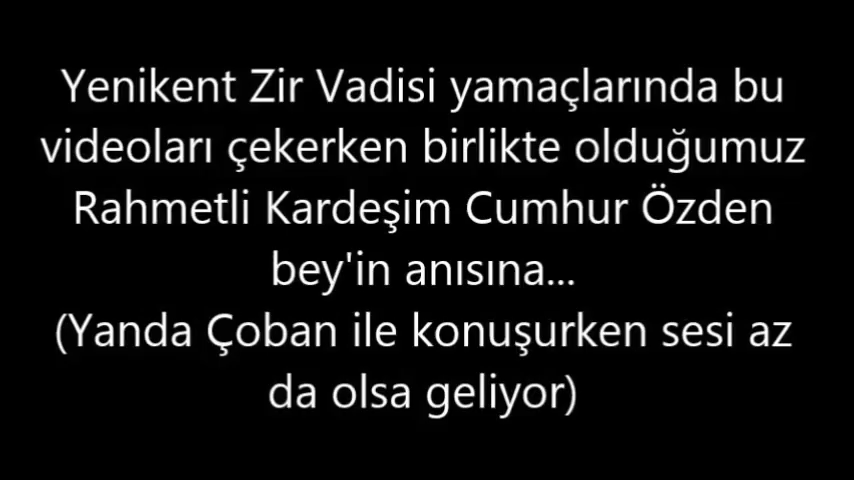 Yenikent Zir Vadisi yamaçlarında bu
videoları çekerken birlikte olduğumuz
Rahmetli Kardeşim Cumhur Özden
bey'in anısına...
(Yanda Çoban ile konuşurken sesi az
da olsa geliyor)